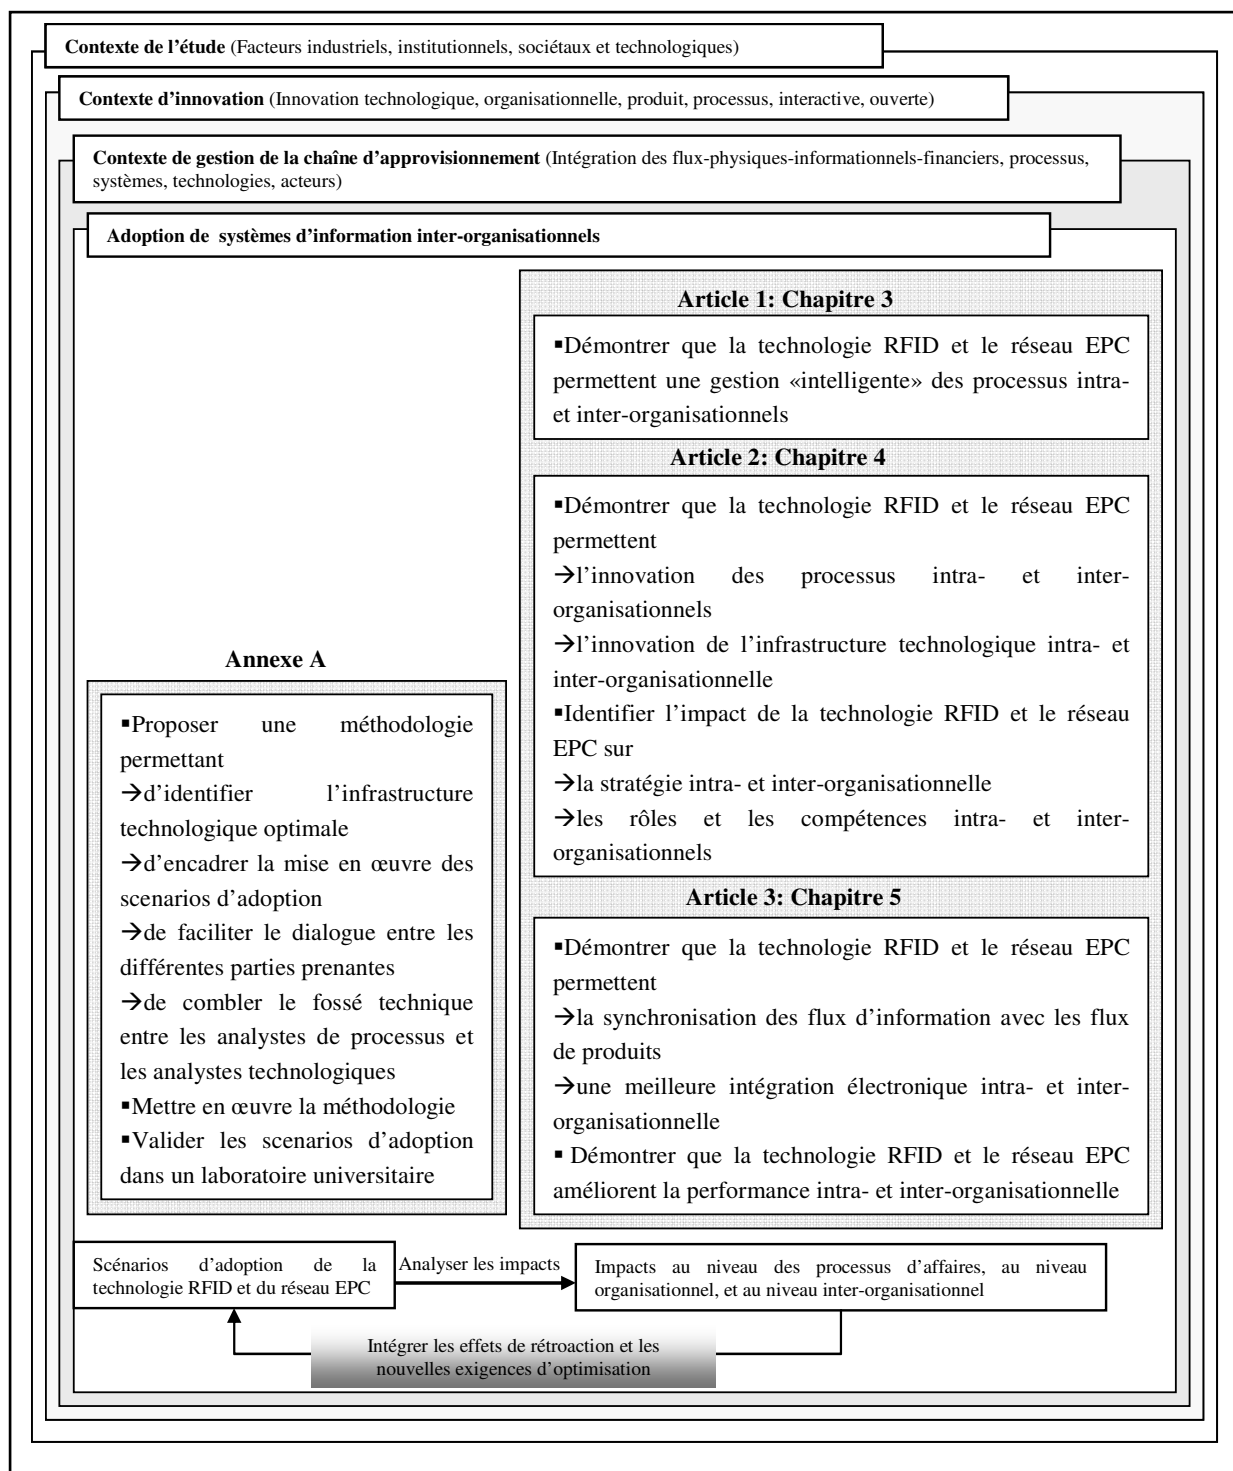 Contexte de l'étude (Facteurs industriels, institutionnels, sociétaux et technologiques)
Contexte d'innovation (Innovation technologique, organisationnelle, produit, processus, interactive, ouverte)
Contexte de gestion de la chaîne d'approvisionnement (Intégration des flux-physiques-informationnels-financiers, processus,
systèmes, technologies, acteurs)
Adoption de systèmes d'information inter-organisationnels
Article 1: Chapitre 3
▪Démontrer que la technologie RFID et le réseau EPC
permettent une gestion «intelligente» des processus intra-
et inter-organisationnels
Article 2: Chapitre 4
▪Démontrer que la technologie RFID et le réseau EPC
permettent
→l'innovation des processus intra- et inter-
organisationnels
→l'innovation de l'infrastructure technologique intra- et
inter-organisationnelle
▪Identifier l'impact de la technologie RFID et le réseau
EPC sur
→la stratégie intra- et inter-organisationnelle
→les rôles et les compétences intra- et inter-
organisationnels
Article 3: Chapitre 5
▪Démontrer que la technologie RFID et le réseau EPC
permettent
→la synchronisation des flux d'information avec les flux
de produits
→une meilleure intégration électronique intra- et inter-
organisationnelle
▪ Démontrer que la technologie RFID et le réseau EPC
améliorent la performance intra- et inter-organisationnelle
Annexe A
▪Proposer une méthodologie
permettant
→d'identifier l'infrastructure
technologique optimale
→d'encadrer la mise en œuvre des
scenarios d'adoption
→de faciliter le dialogue entre les
différentes parties prenantes
→de combler le fossé technique
entre les analystes de processus et
les analystes technologiques
▪Mettre en œuvre la méthodologie
▪Valider les scenarios d'adoption
dans un laboratoire universitaire
Scénarios d'adoption de la
technologie RFID et du réseau EPC
Analyser les impacts
Impacts au niveau des processus d'affaires, au niveau
organisationnel, et au niveau inter-organisationnel
Intégrer les effets de rétroaction et les
nouvelles exigences d'optimisation